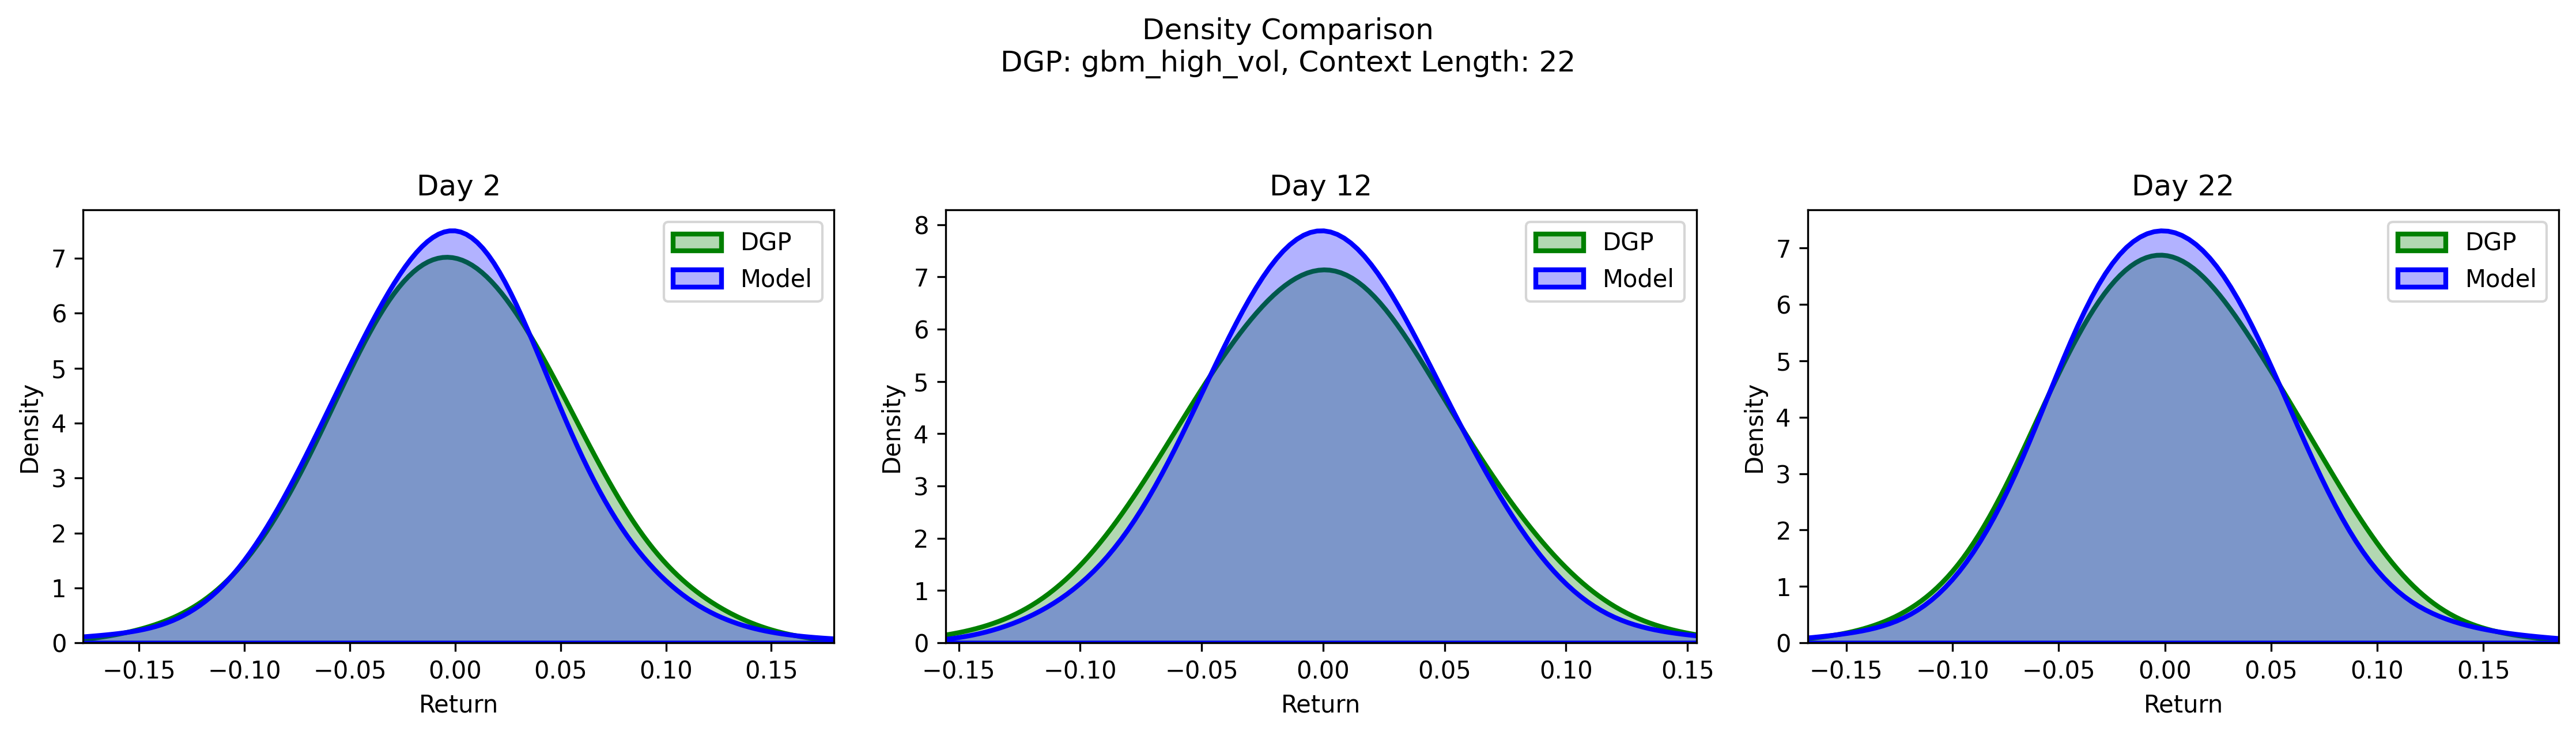 Density Comparison
DGP: gbm_high_vol, Context Length: 22
Day 2
7
6
5
4
3
2
1
0
Density
−0.15
−0.10
−0.05
0.00
0.05
0.10
0.15
Return
DGP
Model
Day 12
8
7
6
5
4
3
2
1
0
Density
−0.15
−0.10
−0.05
0.00
0.05
0.10
0.15
Return
DGP
Model
Day 22
7
6
5
4
3
2
1
0
Density
−0.15
−0.10
−0.05
0.00
0.05
0.10
0.15
Return
DGP
Model